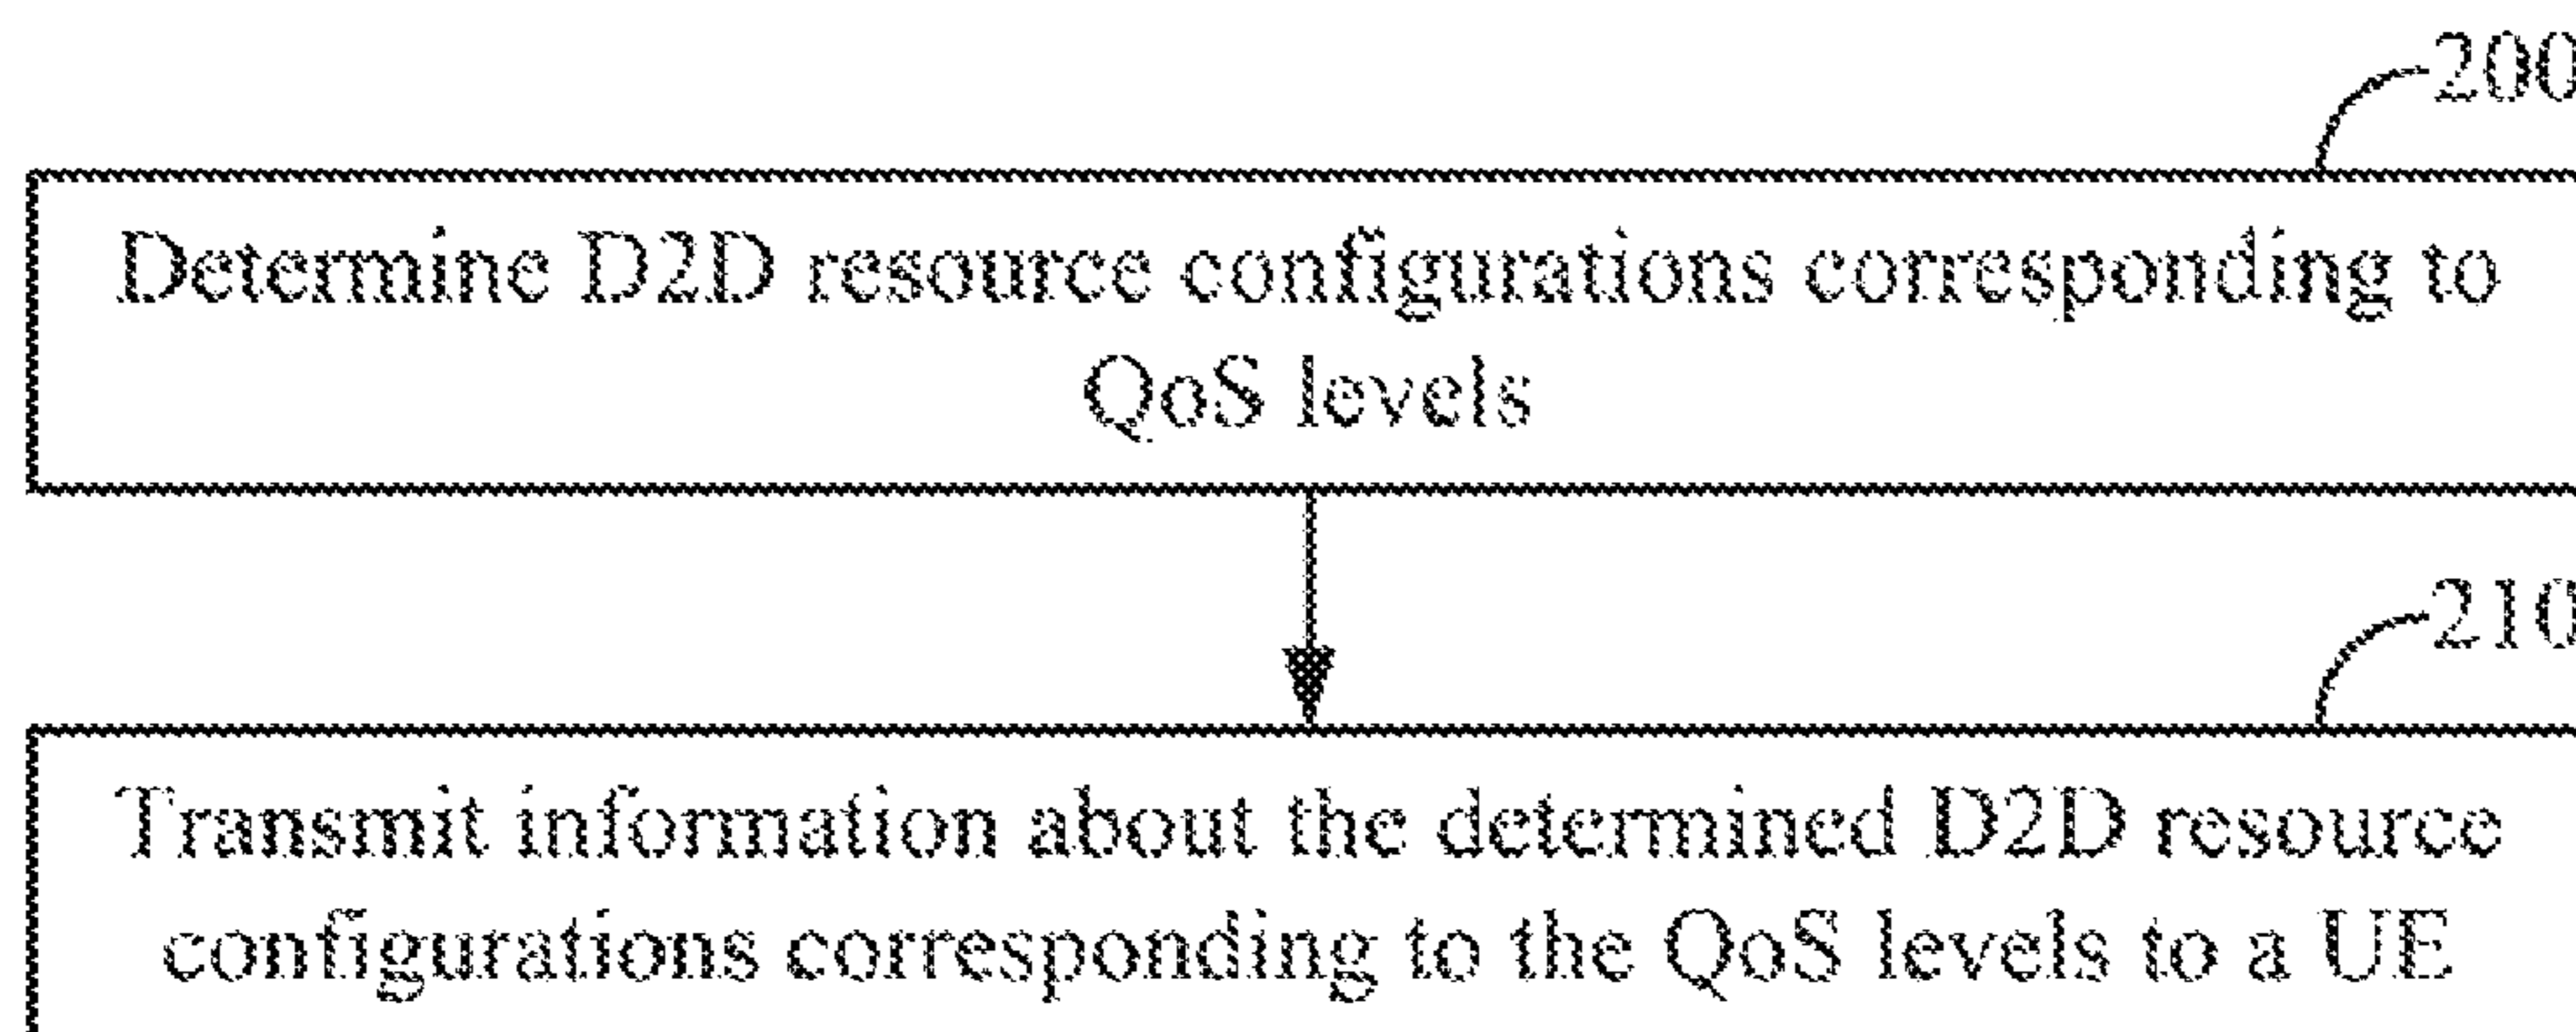 200
Determine D2D resource configurations corresponding to
QoS levels
210
Transmit information about the determined D2D resource
configurations corresponding to the QoS levels to a UE